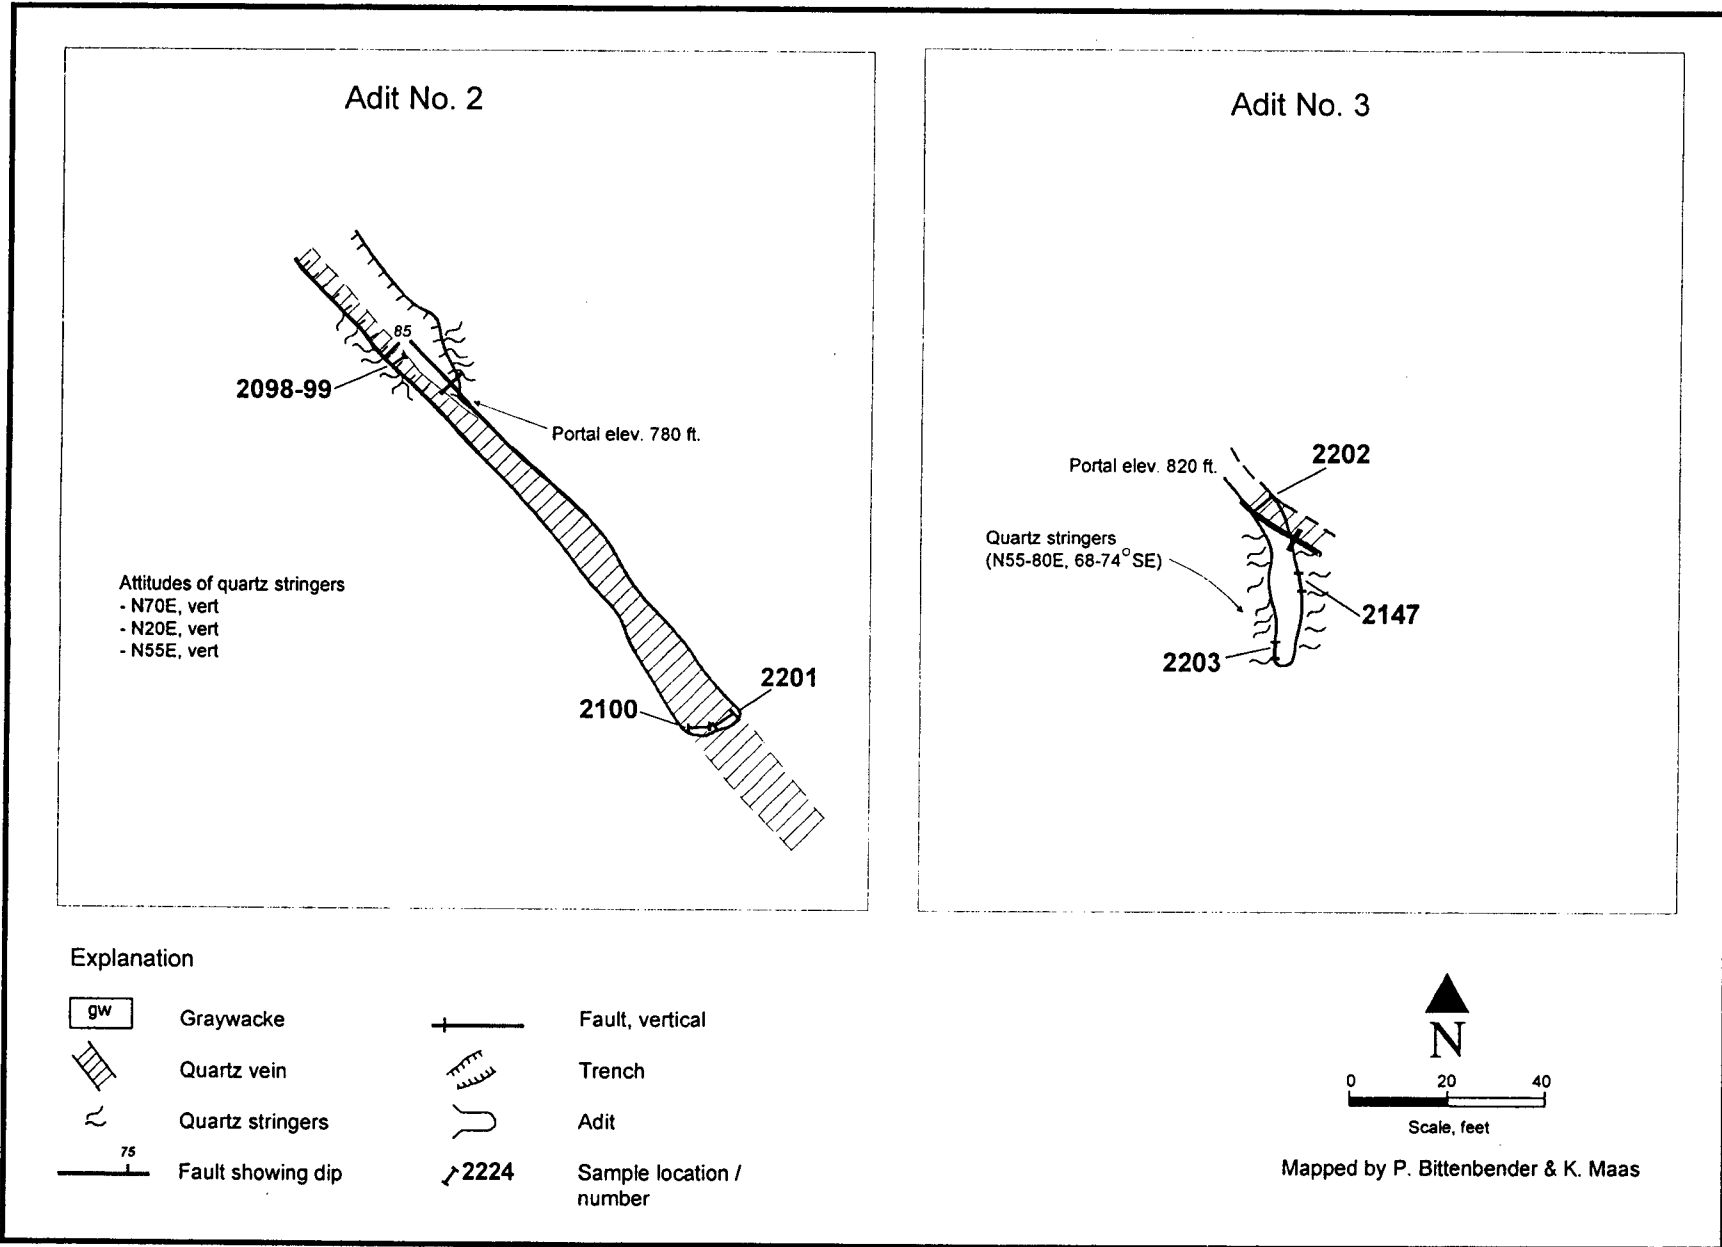 Adit No. 2
85
2098-99
Portal elev. 780 ft.
Attitudes of quartz stringers
- N70E, vert
- N20E, vert
- N55E, vert
2201
2100
Adit No. 3
2202
Portal elev. 820 ft.
Quartz stringers
(N55-80E, 68-74°SE)
2147
2203
Explanation
gw
Graywacke
Quartz vein
Quartz stringers
75
Fault showing dip
Fault, vertical
Trench
Adit
2224
Sample location /
number
N
0 20 40
Scale, feet
Mapped by P. Bittenbender & K. Maas